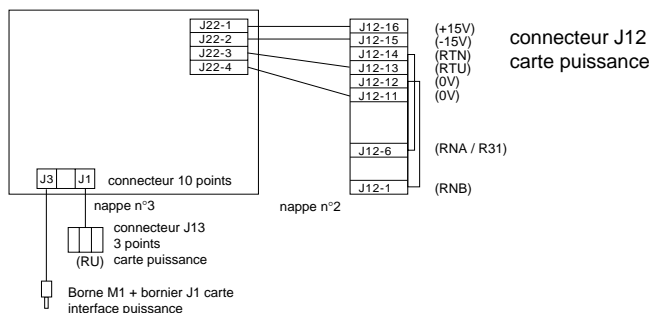 J22-1
J22-2
J22-3
J22-4
J12-16 (+15V)
J12-15 (-15V)
J12-14 (RTN)
J12-13 (RTU)
J12-12 (0V)
J12-11 (0V)
J12-6 (RNA / R31)
J12-1 (RNB)
connecteur J12
carte puissance
J3 J1 connecteur 10 points
nappe n°3
nappe n°2
connecteur J13
3 points
(RU) carte puissance
Borne M1 + bornier J1 carte
interface puissance